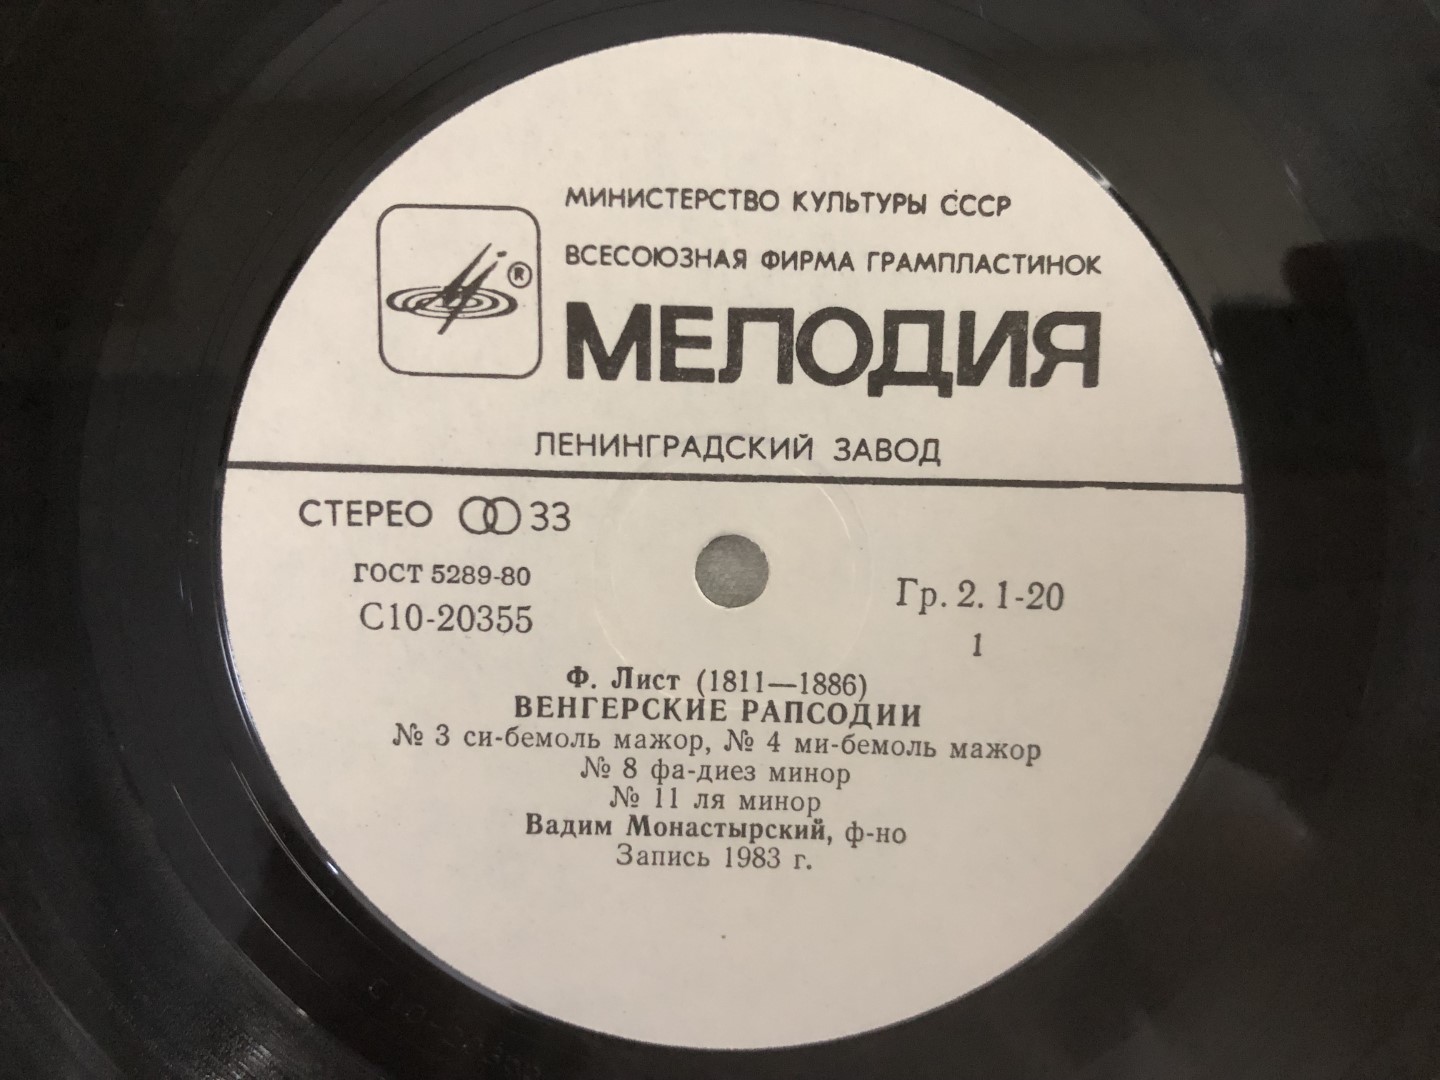 МИНИСТЕРСТВО КУЛЬТУРЫ СССР
ВСЕСОЮЗНАЯ ФИРМА ГРАМПЛАСТИНОК
®
МЕЛОДИЯ
ЛЕНИНГРАДСКИЙ ЗАВОД
СТЕРЕО 33
ГОСТ 5289-80
С10-20355
Гр. 2. 1-20
1
Ф. Лист (1811—1886)
ВЕНГЕРСКИЕ РАПСОДИИ
№ 3 си-бемоль мажор, № 4 ми-бемоль мажор
№ 8 фа-диез минор
№ 11 ля минор
Вадим Монастырский, ф-но
Запись 1983 г.